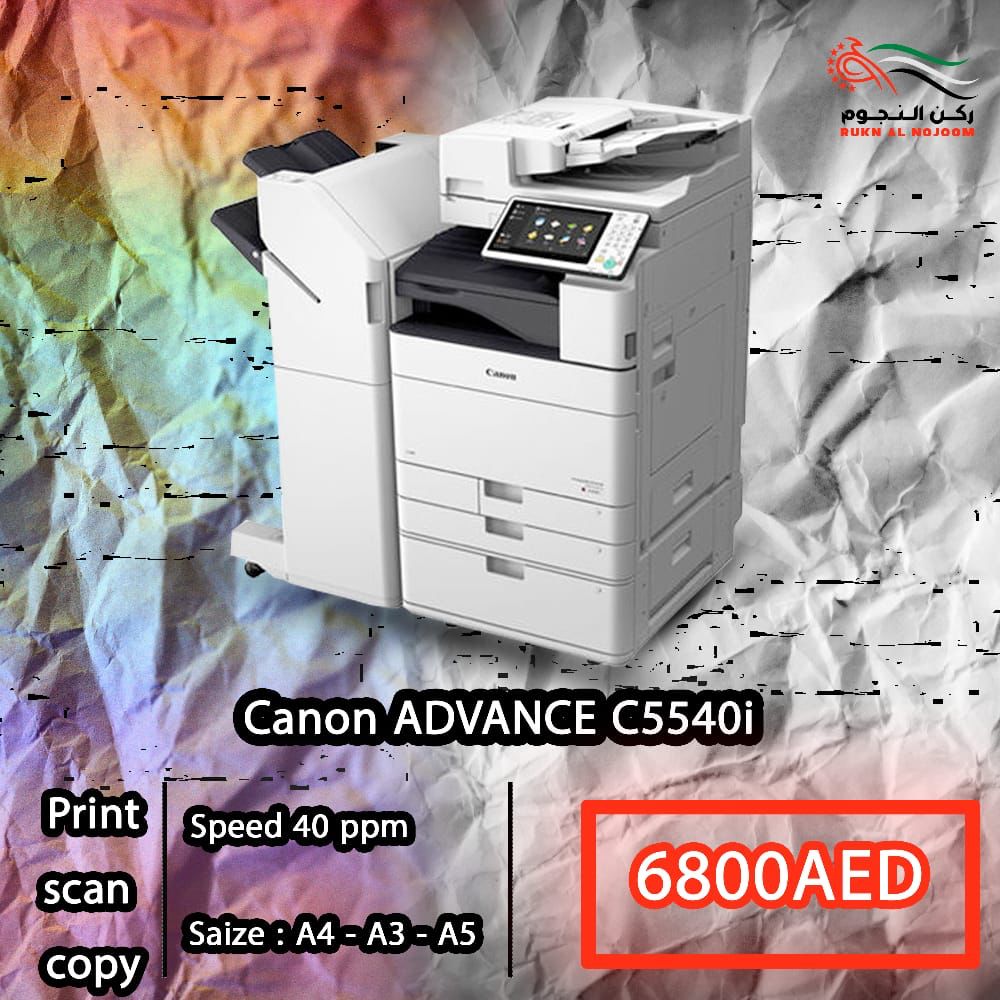 ركن النجوم
RUKN AL NOJOOM
Canon
Canon ADVANCE C5540i
Print
scan
copy
Speed 40 ppm
Saize : A4 - A3 - A5
6800AED